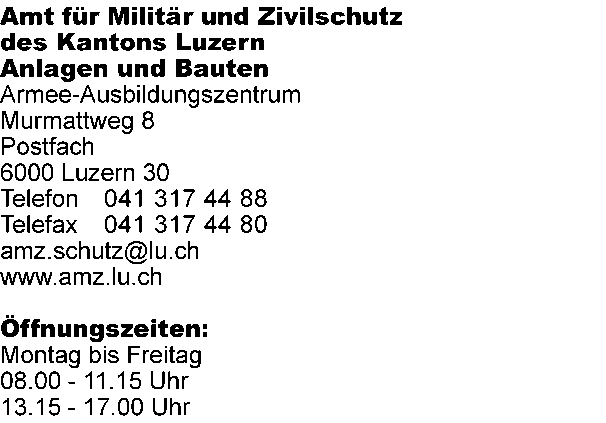 Amt für Militär und Zivilschutz
des Kantons Luzern
Anlagen und Bauten
Armee-Ausbildungszentrum
Murmattweg 8
Postfach
6000 Luzern 30
Telefon 041 317 44 88
Telefax 041 317 44 80
amz.schutz@lu.ch
www.amz.lu.ch
Öffnungszeiten:
Montag bis Freitag
08.00 - 11.15 Uhr
13.15 - 17.00 Uhr